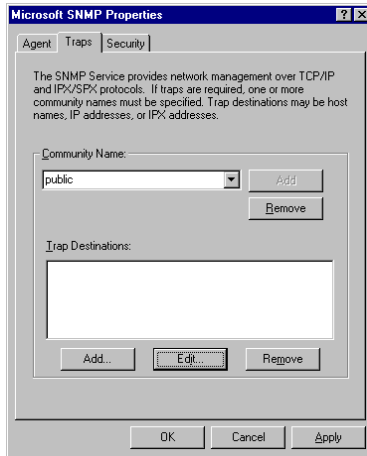 Microsoft SNMP Properties
Agent Traps Security
The SNMP Service provides network management over TCP/IP
and IPX/SPX protocols. If traps are required, one or more
community names must be specified. Trap destinations may be host
names, IP addresses, or IPX addresses.
Community Name:
public
Add
Remove
Trap Destinations:
Add... Edit... Remove
OK Cancel Apply